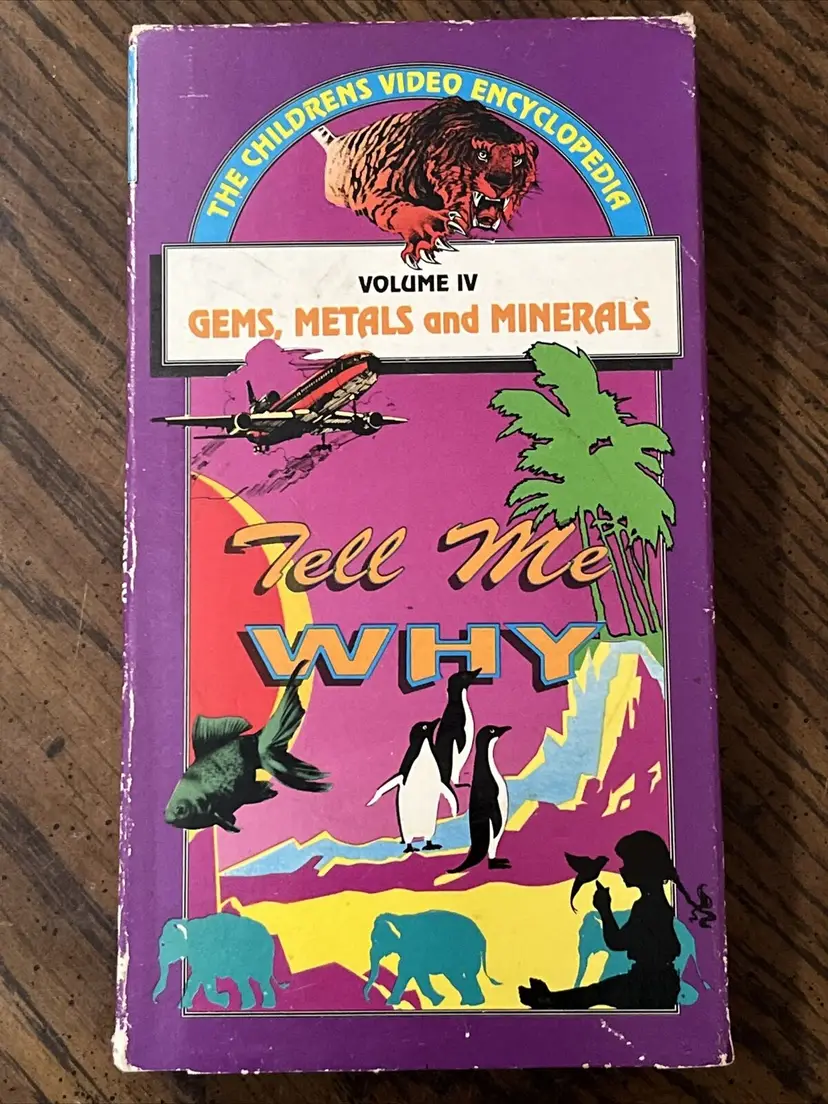 THE CHILDRENS VIDEO ENCYCLOPEDIA
VOLUME IV
GEMS, METALS and MINERALS
Tell Me
WHY